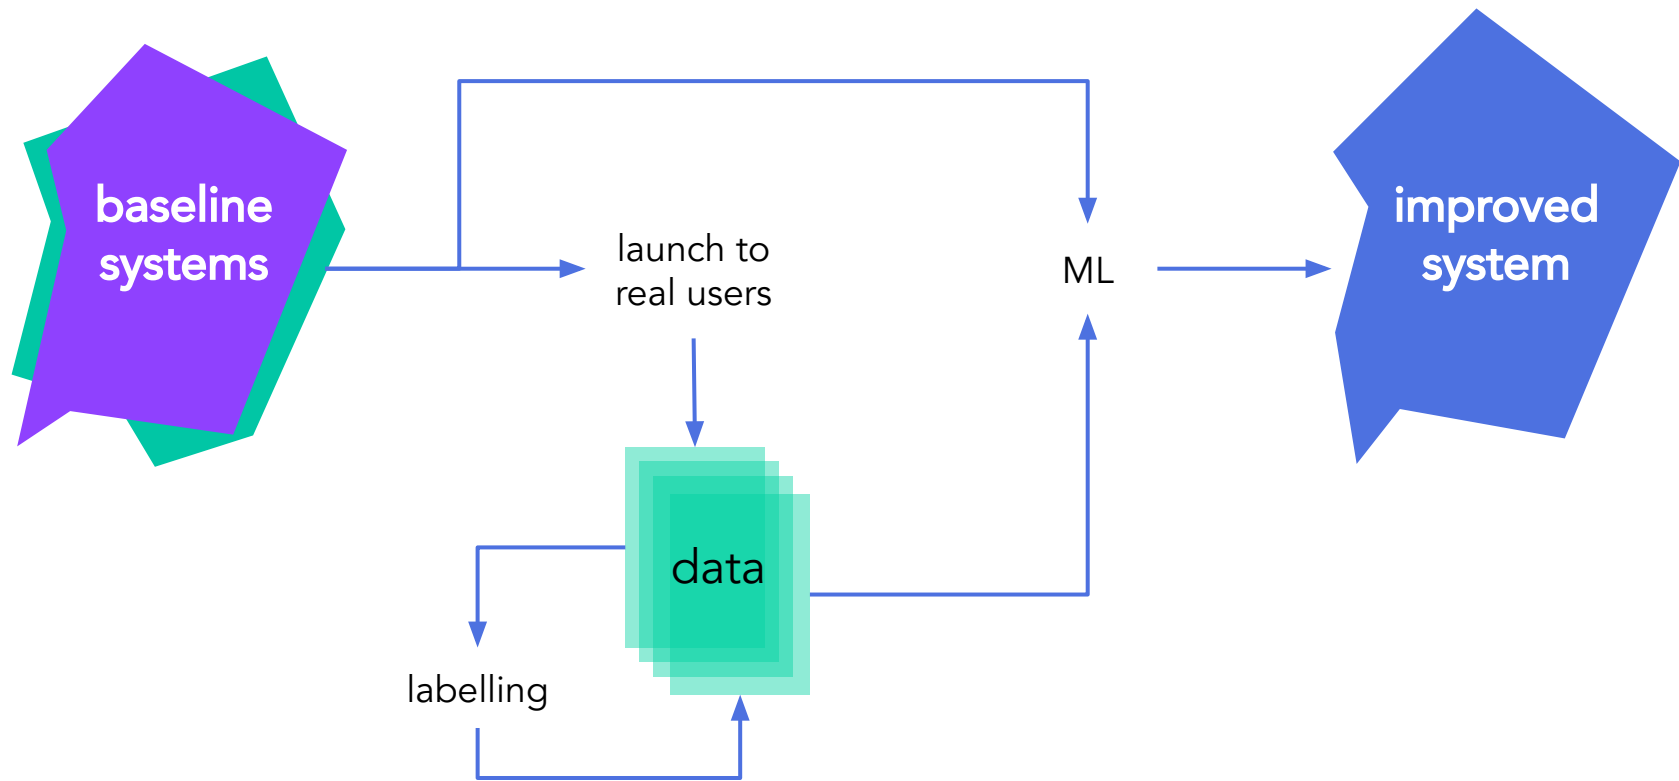 baseline
systems
launch to
real users
ML
improved
system
data
labelling